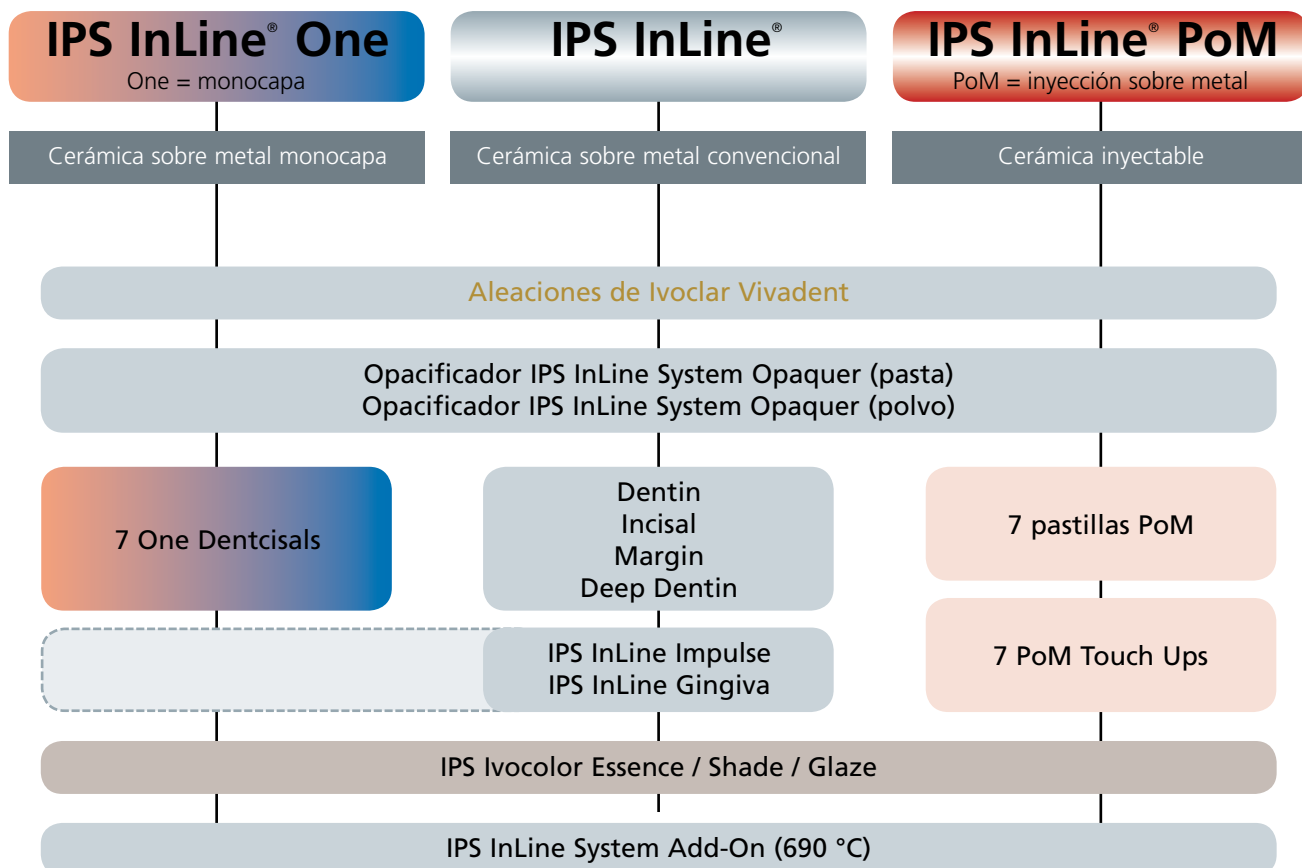 IPS InLine® One
One = monocapa
IPS InLine®
IPS InLine® PoM
PoM = inyección sobre metal
Cerámica sobre metal monocapa
Cerámica sobre metal convencional
Cerámica inyectable
Aleaciones de Ivoclar Vivadent
Opacificador IPS InLine System Opaquer (pasta)
Opacificador IPS InLine System Opaquer (polvo)
7 One Dentcisals
Dentin
Incisal
Margin
Deep Dentin
7 pastillas PoM
IPS InLine Impulse
IPS InLine Gingiva
7 PoM Touch Ups
IPS Ivocolor Essence / Shade / Glaze
IPS InLine System Add-On (690 °C)